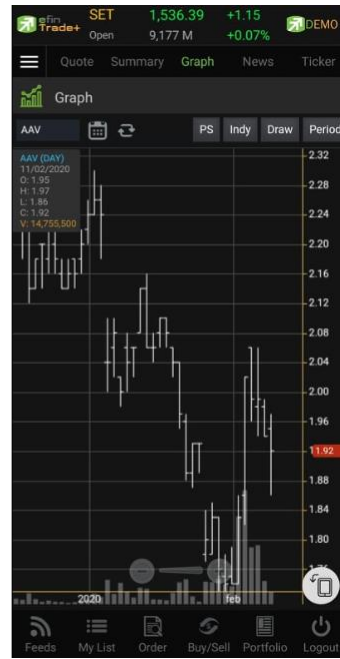 efin Trade+ SET 1,536.39 +1.15 DEMO
Open 9,177 M +0.07%
Quote Summary Graph News Ticker
Graph
AAV PS Indy Draw Period
AAV (DAY)
11/02/2020
O: 1.95
H: 1.97
L: 1.86
C: 1.92
V: 14,755,500
2.32
2.28
2.24
2.20
2.16
2.12
2.08
2.04
2.00
1.96
1.92
1.88
1.84
1.80
2020 feb
Feeds My List Order Buy/Sell Portfolio Logout